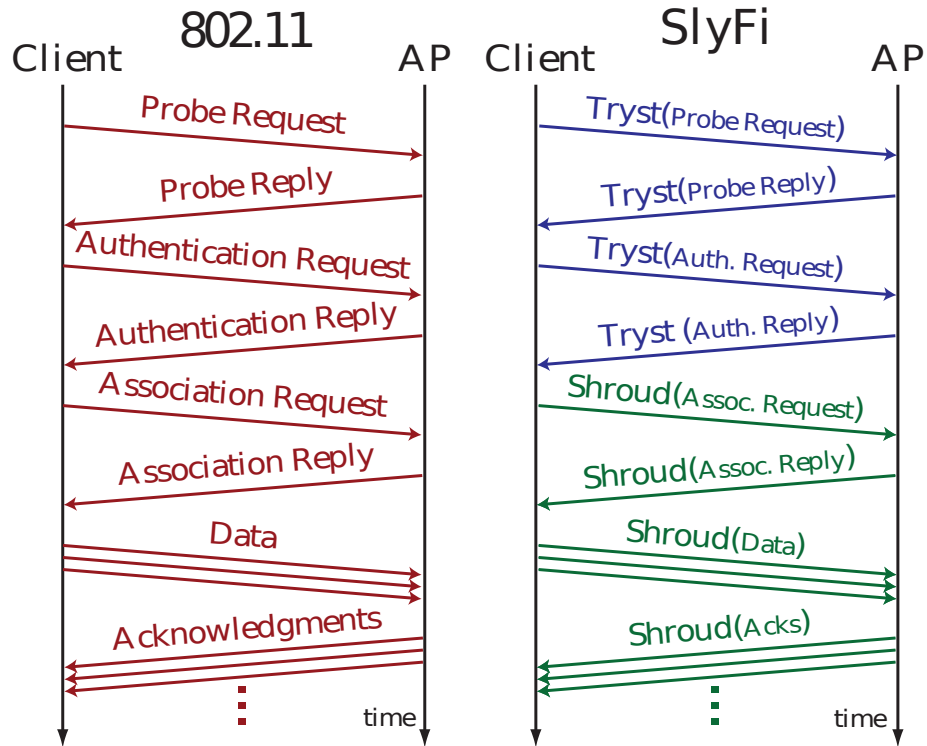 802.11
Client
AP
Probe Request
Probe Reply
Authentication Request
Authentication Reply
Association Request
Association Reply
Data
Acknowledgments
time
SlyFi
Client
AP
Tryst(Probe Request)
Tryst(Probe Reply)
Tryst(Auth. Request)
Tryst (Auth. Reply)
Shroud(Assoc. Request)
Shroud(Assoc. Reply)
Shroud(Data)
Shroud(Acks)
time